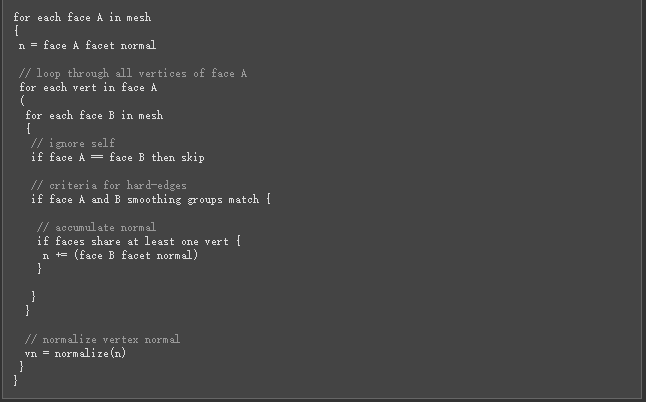 for each face A in mesh
{
n = face A facet normal
// loop through all vertices of face A
for each vert in face A
(
for each face B in mesh
{
// ignore self
if face A == face B then skip
// criteria for hard-edges
if face A and B smoothing groups match {
// accumulate normal
if faces share at least one vert {
n += (face B facet normal)
}
}
}
// normalize vertex normal
vn = normalize(n)
}
}